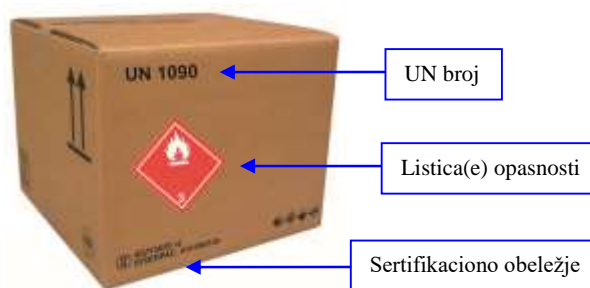 UN 1090
UN broj
Listica(e) opasnosti
3
Sertifikaciono obeležje